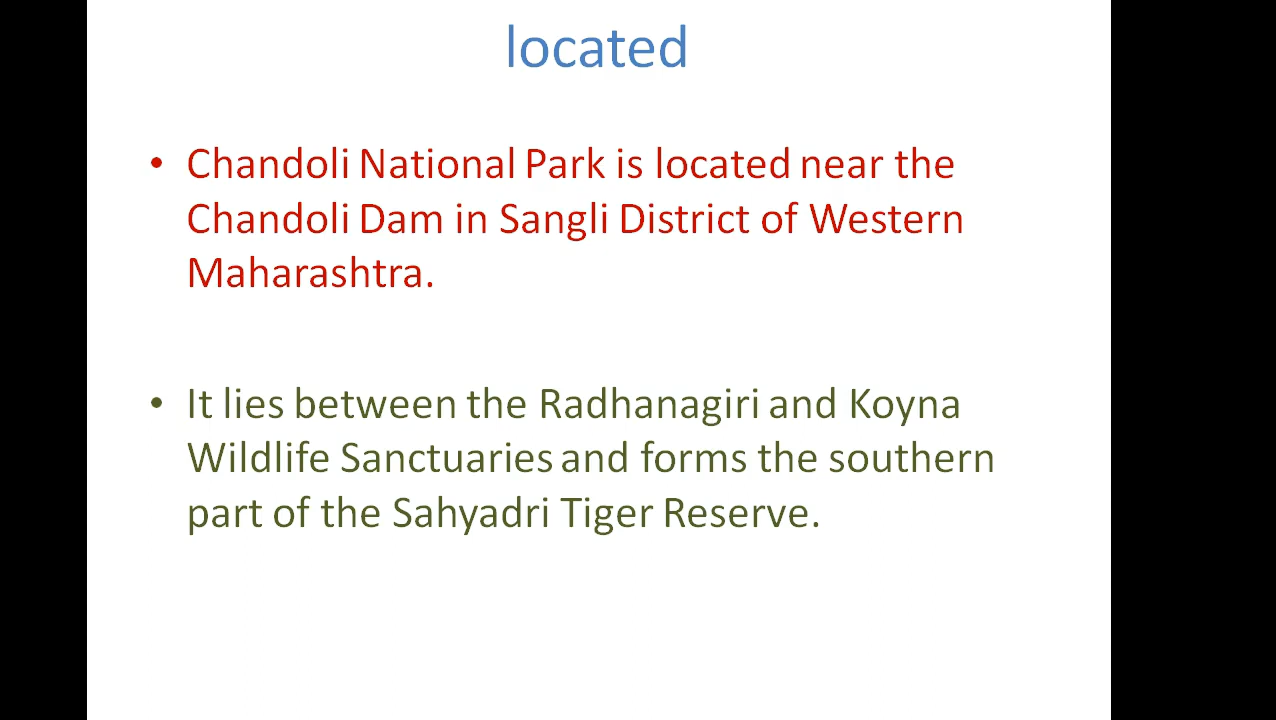 located
• Chandoli National Park is located near the
Chandoli Dam in Sangli District of Western
Maharashtra.
• It lies between the Radhanagiri and Koyna
Wildlife Sanctuaries and forms the southern
part of the Sahyadri Tiger Reserve.